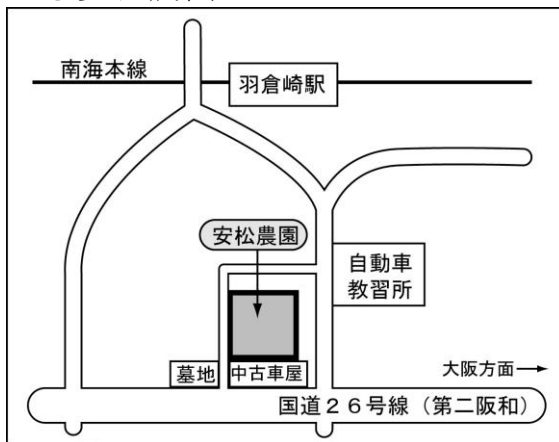 南海本線
羽倉崎駅
安松農園
自動車
教習所
墓地
中古車屋
大阪方面
国道26号線（第二阪和）